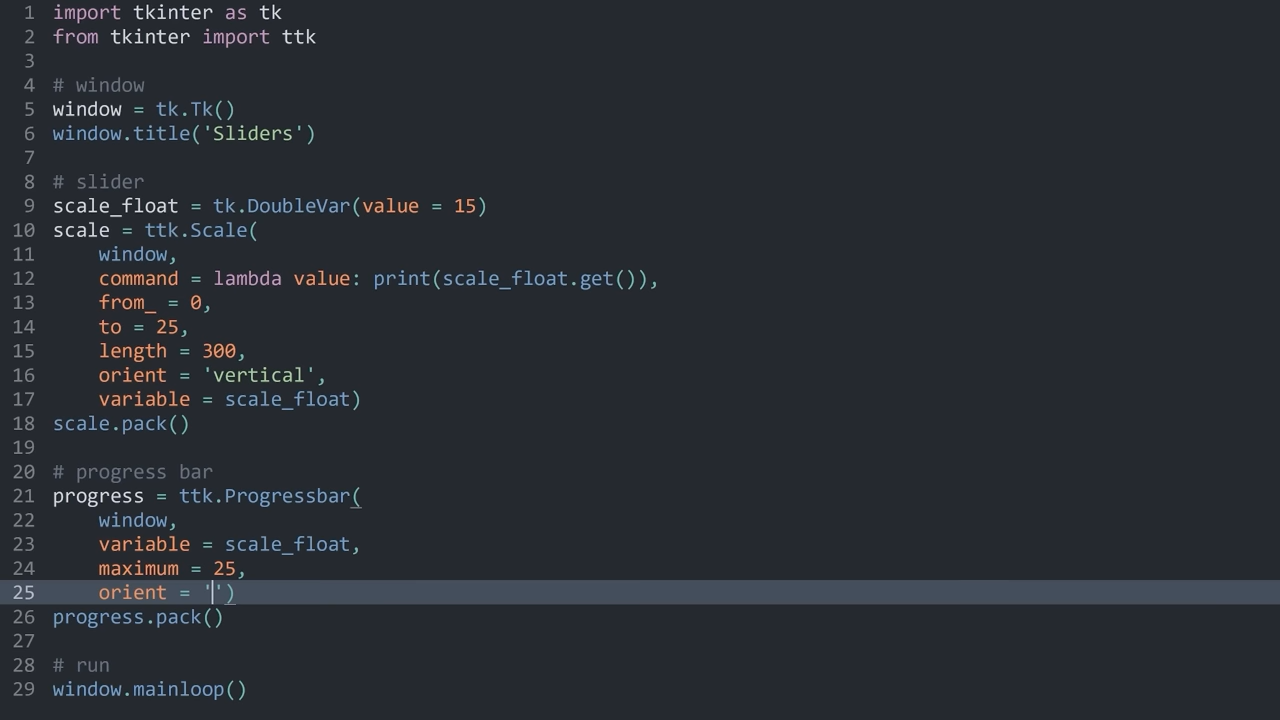 1 import tkinter as tk
2 from tkinter import ttk
3
4 # window
5 window = tk.Tk()
6 window.title('Sliders')
7
8 # slider
9 scale_float = tk.DoubleVar(value = 15)
10 scale = ttk.Scale(
11     window,
12     command = lambda value: print(scale_float.get()),
13     from_ = 0,
14     to = 25,
15     length = 300,
16     orient = 'vertical',
17     variable = scale_float)
18 scale.pack()
19
20 # progress bar
21 progress = ttk.Progressbar(
22     window,
23     variable = scale_float,
24     maximum = 25,
25     orient = '')
26 progress.pack()
27
28 # run
29 window.mainloop()